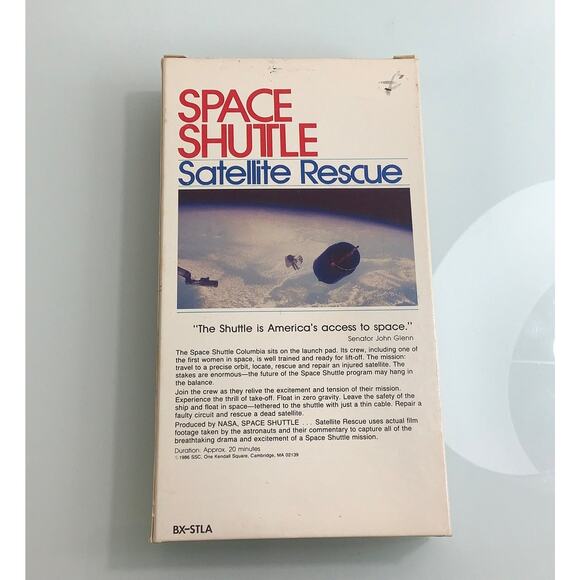 SPACE
SHUTTLE
Satellite Rescue
"The Shuttle is America's access to space."
Senator John Glenn
The Space Shuttle Columbia sits on the launch pad. Its crew, including one of
the first women in space, is well trained and ready for lift-off. The mission:
travel to a precise orbit, locate, rescue and repair an injured satellite. The
stakes are enormous—the future of the Space Shuttle program may hang in
the balance.
Join the crew as they relive the excitement and tension of their mission.
Experience the thrill of take-off. Float in zero gravity. Leave the safety of the
ship and float in space—tethered to the shuttle with just a thin cable. Repair a
faulty circuit and rescue a dead satellite.
Produced by NASA, SPACE SHUTTLE . . . Satellite Rescue uses actual film
footage taken by the astronauts and their commentary to capture all of the
breathtaking drama and excitement of a Space Shuttle mission.
Duration: Approx. 20 minutes
©1986 SSC, One Kendall Square, Cambridge, MA 02139
BX-STLA